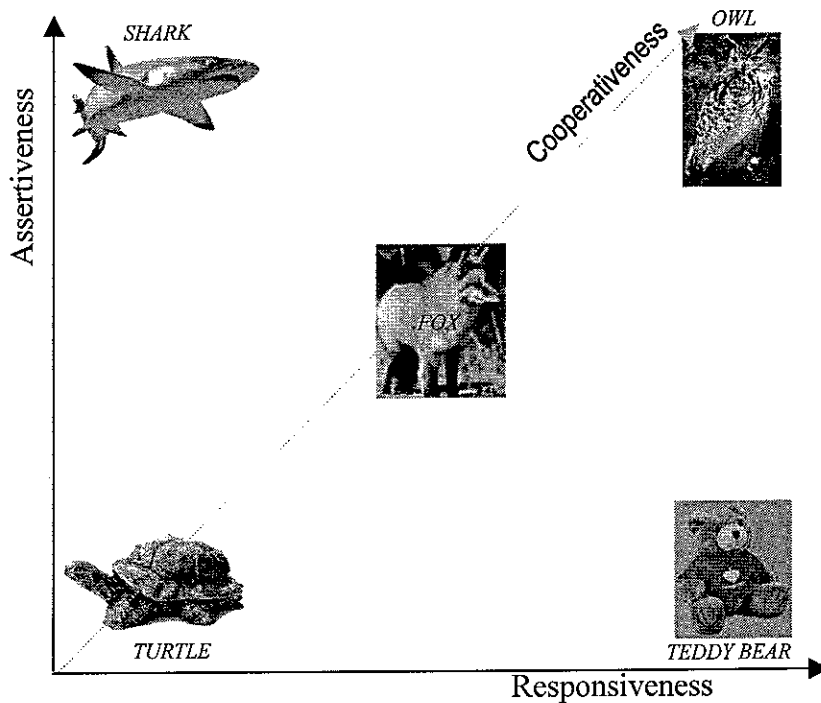 SHARK
OWL
Cooperativeness
Assertiveness
FOX
TURTLE
TEDDY BEAR
Responsiveness